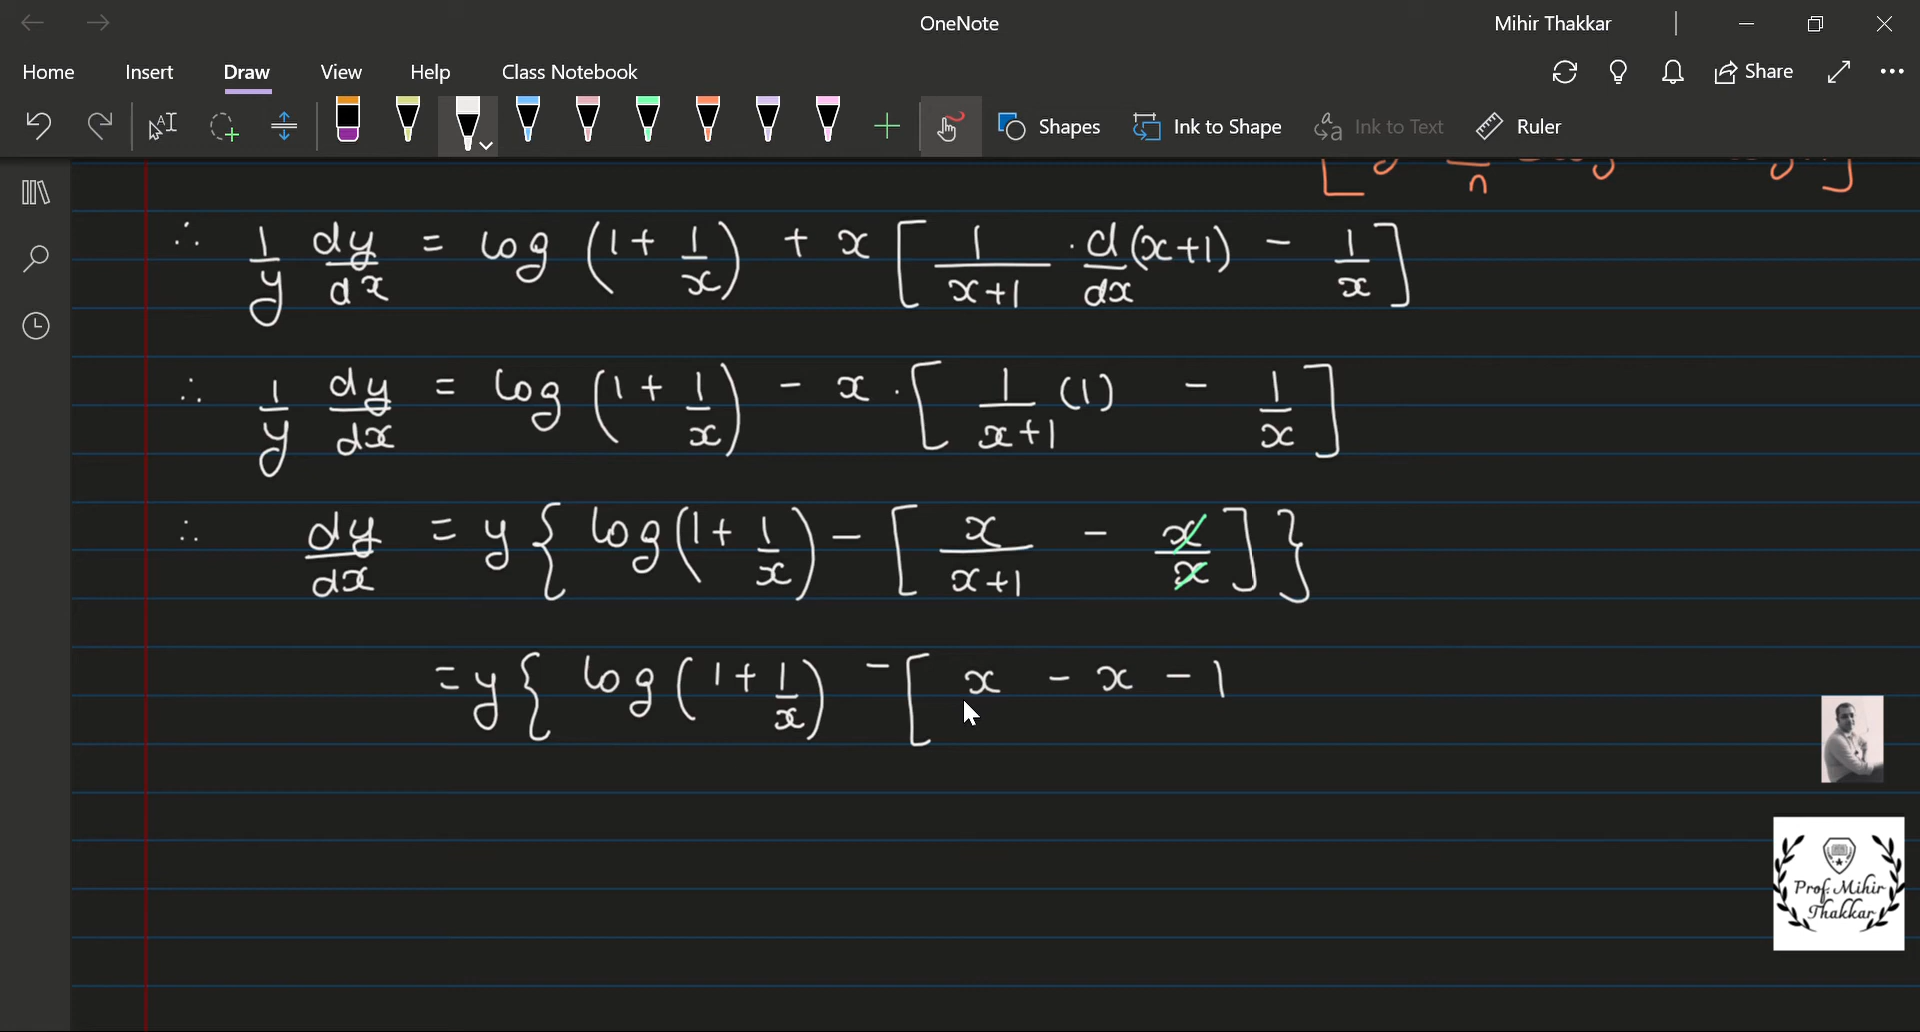 OneNote
Mihir Thakkar
Home Insert Draw View Help Class Notebook
Share
Shapes Ink to Shape Ink to Text Ruler
n
∴ 1/y dy/dx = log (1 + 1/x) + x [ 1/(x+1) · d/dx (x+1) - 1/x ]
∴ 1/y dy/dx = log (1 + 1/x) - x · [ 1/(x+1) (1) - 1/x ]
∴ dy/dx = y { log (1 + 1/x) - [ x/(x+1) - x/x ] }
= y { log (1 + 1/x) - [ x - x - 1
Prof. Mihir
Thakkar